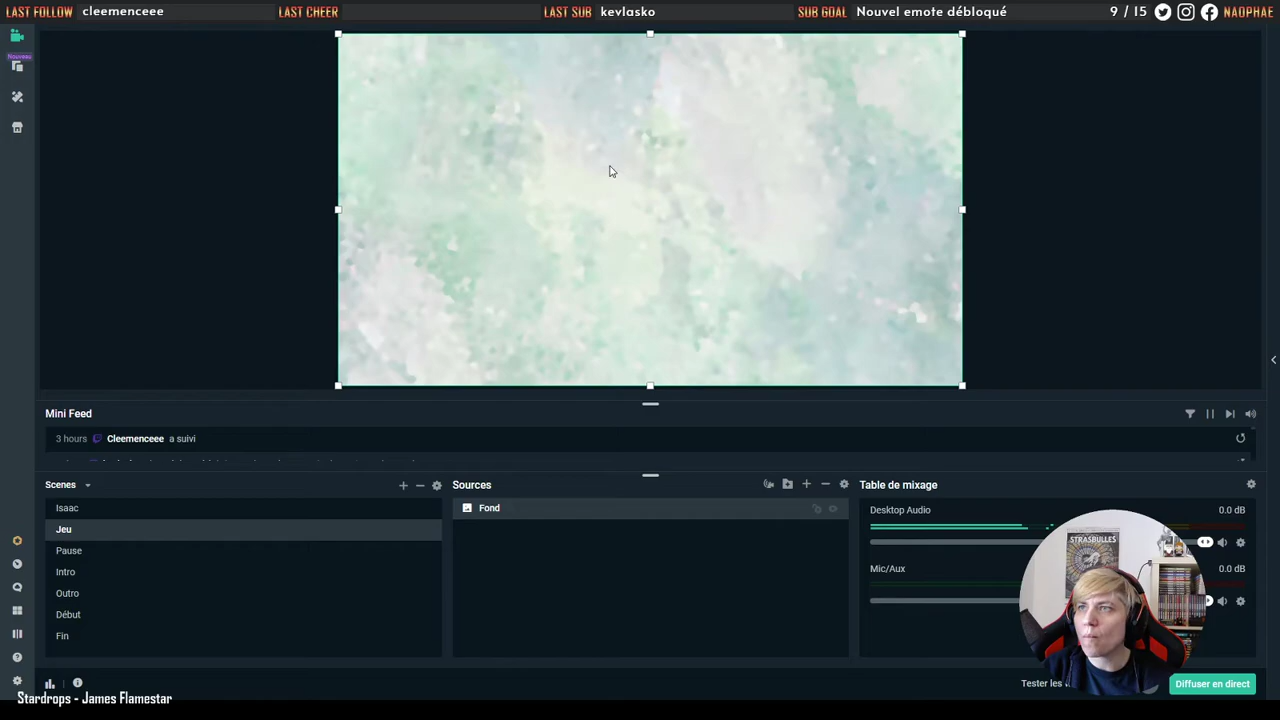 LAST FOLLOW cleemenceee LAST CHEER LAST SUB kevlasko SUB GOAL Nouvel emote débloqué 9 / 15 NAOPHAE
Nouveau
Mini Feed
3 hours Cleemenceee a suivi
Scenes
Isaac
Jeu
Pause
Intro
Outro
Début
Fin
Sources
Fond
Table de mixage
Desktop Audio 0.0 dB
Mic/Aux 0.0 dB
STRASBULLES
Tester les
Diffuser en direct
Stardrops - James Flamestar